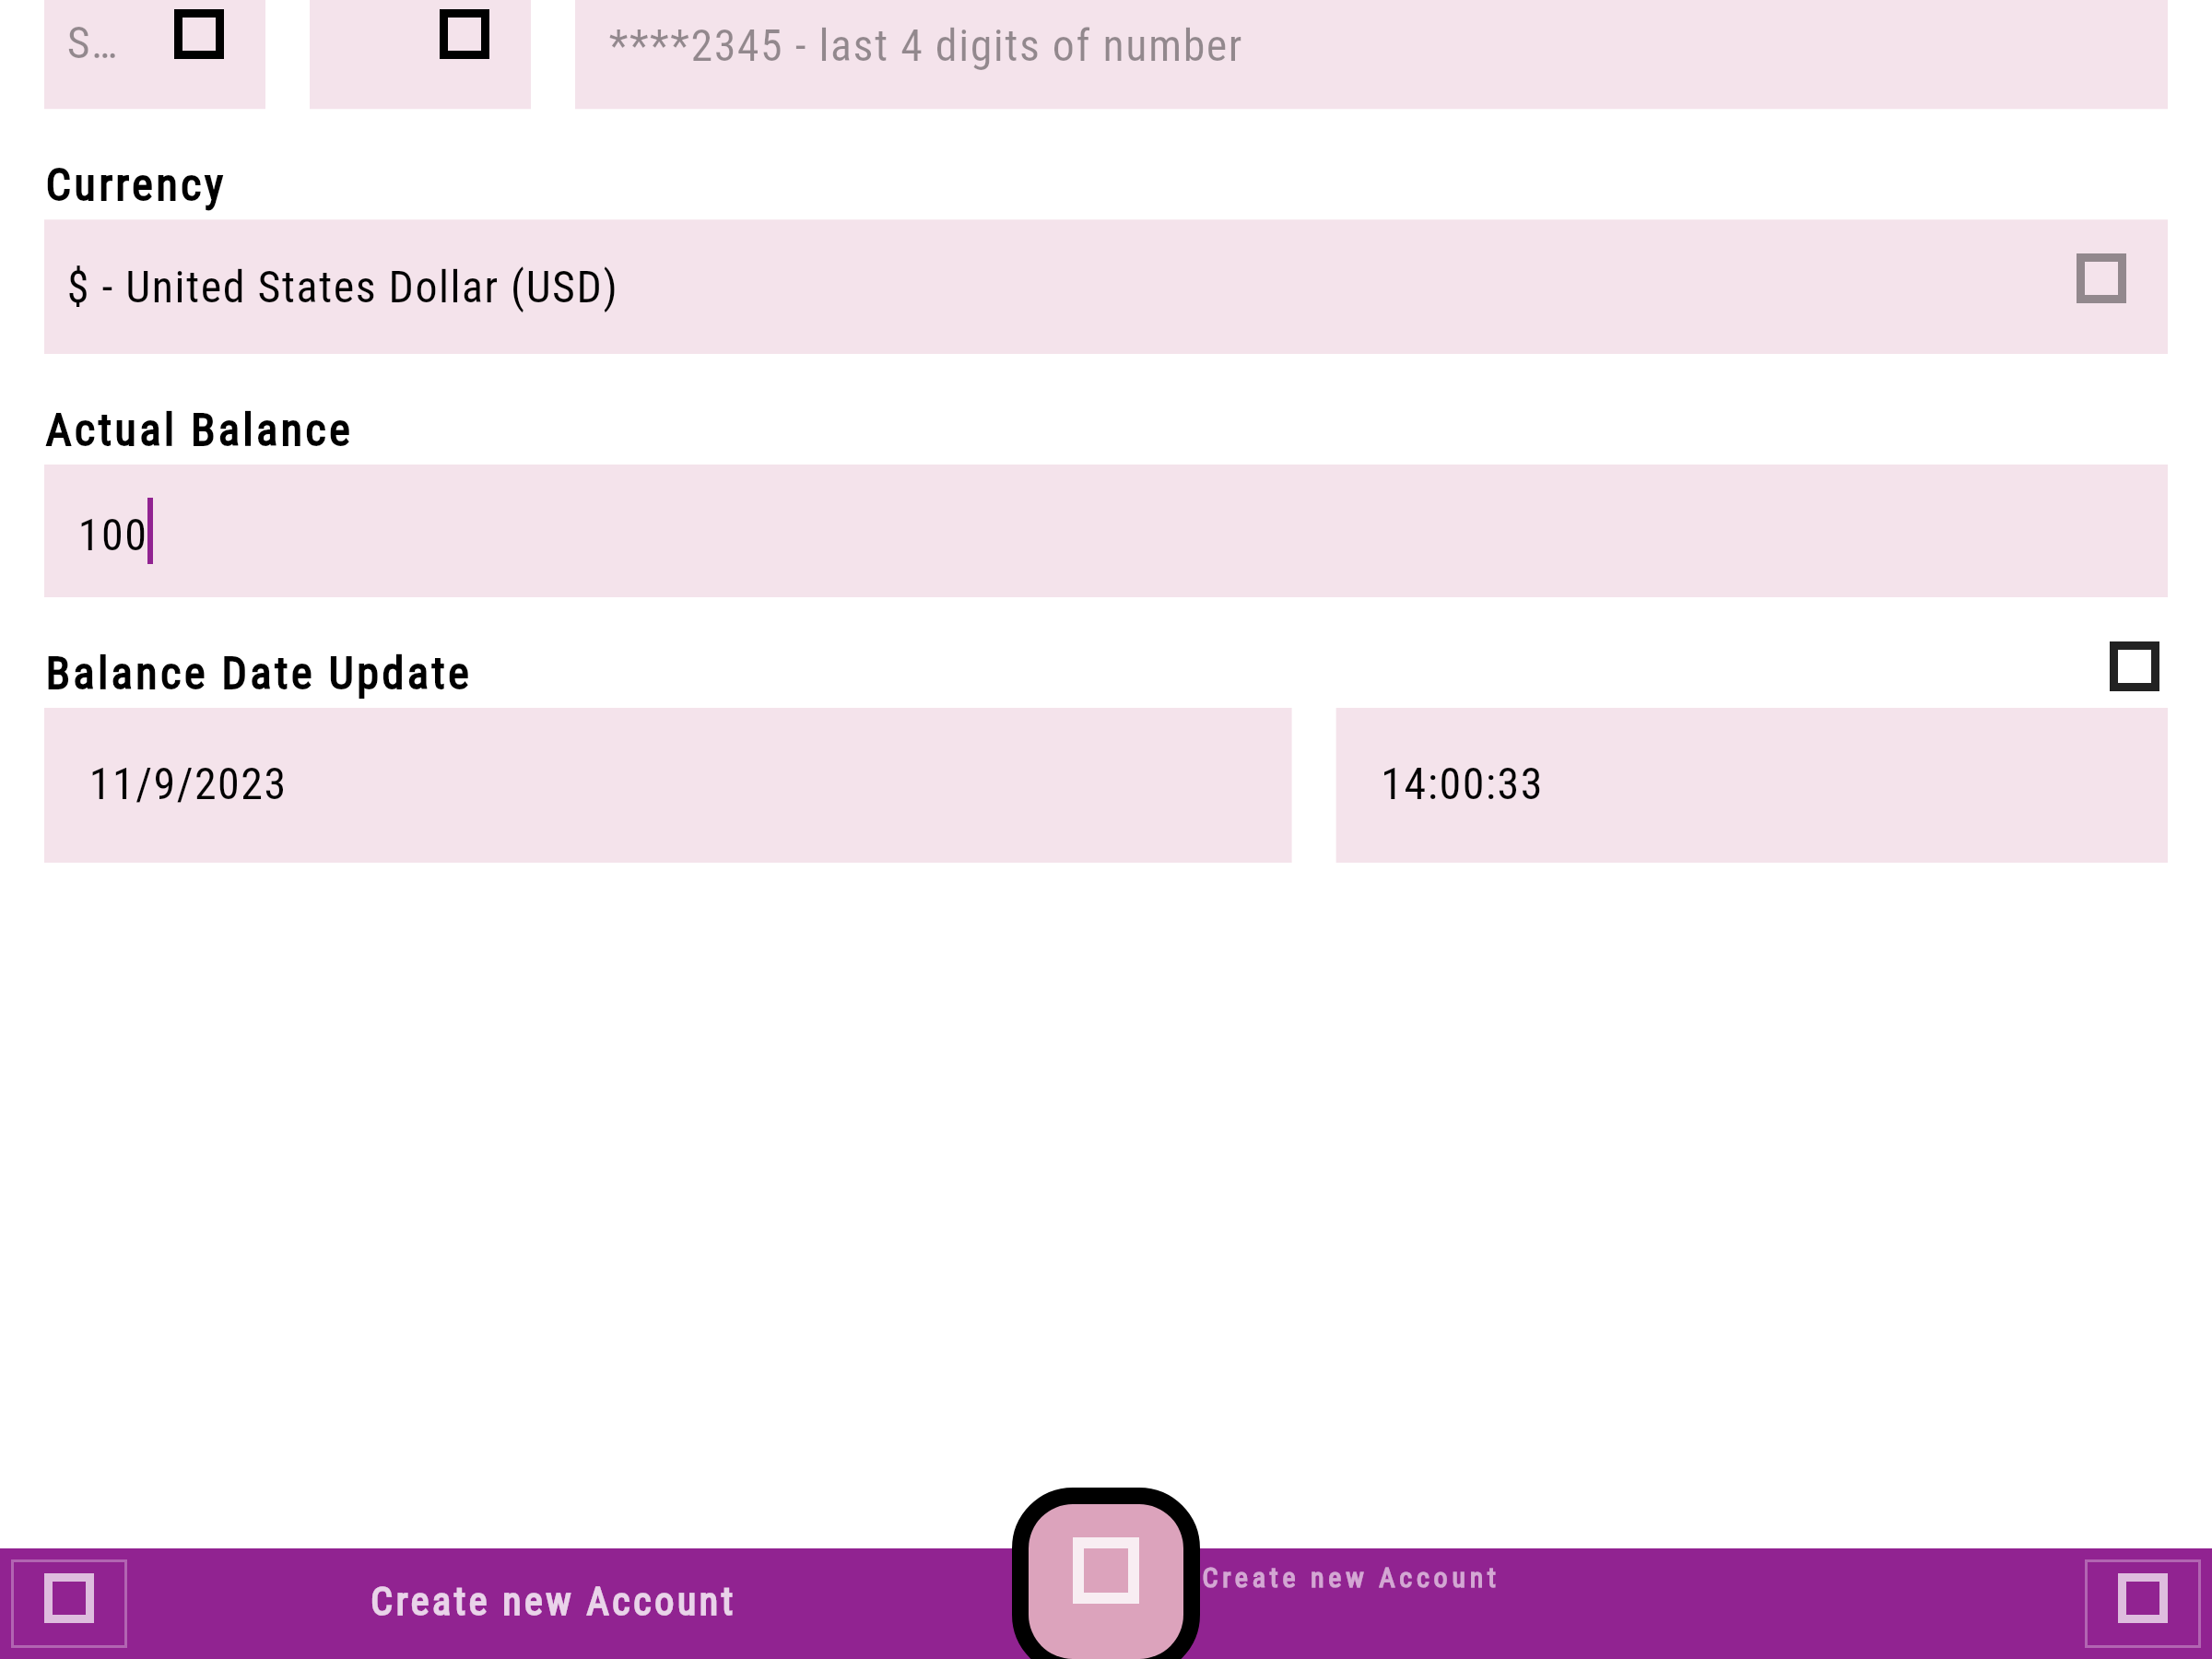 S… ****2345 - last 4 digits of number
Currency
$ - United States Dollar (USD)
Actual Balance
100
Balance Date Update
11/9/2023 14:00:33
Create new Account Create new Account